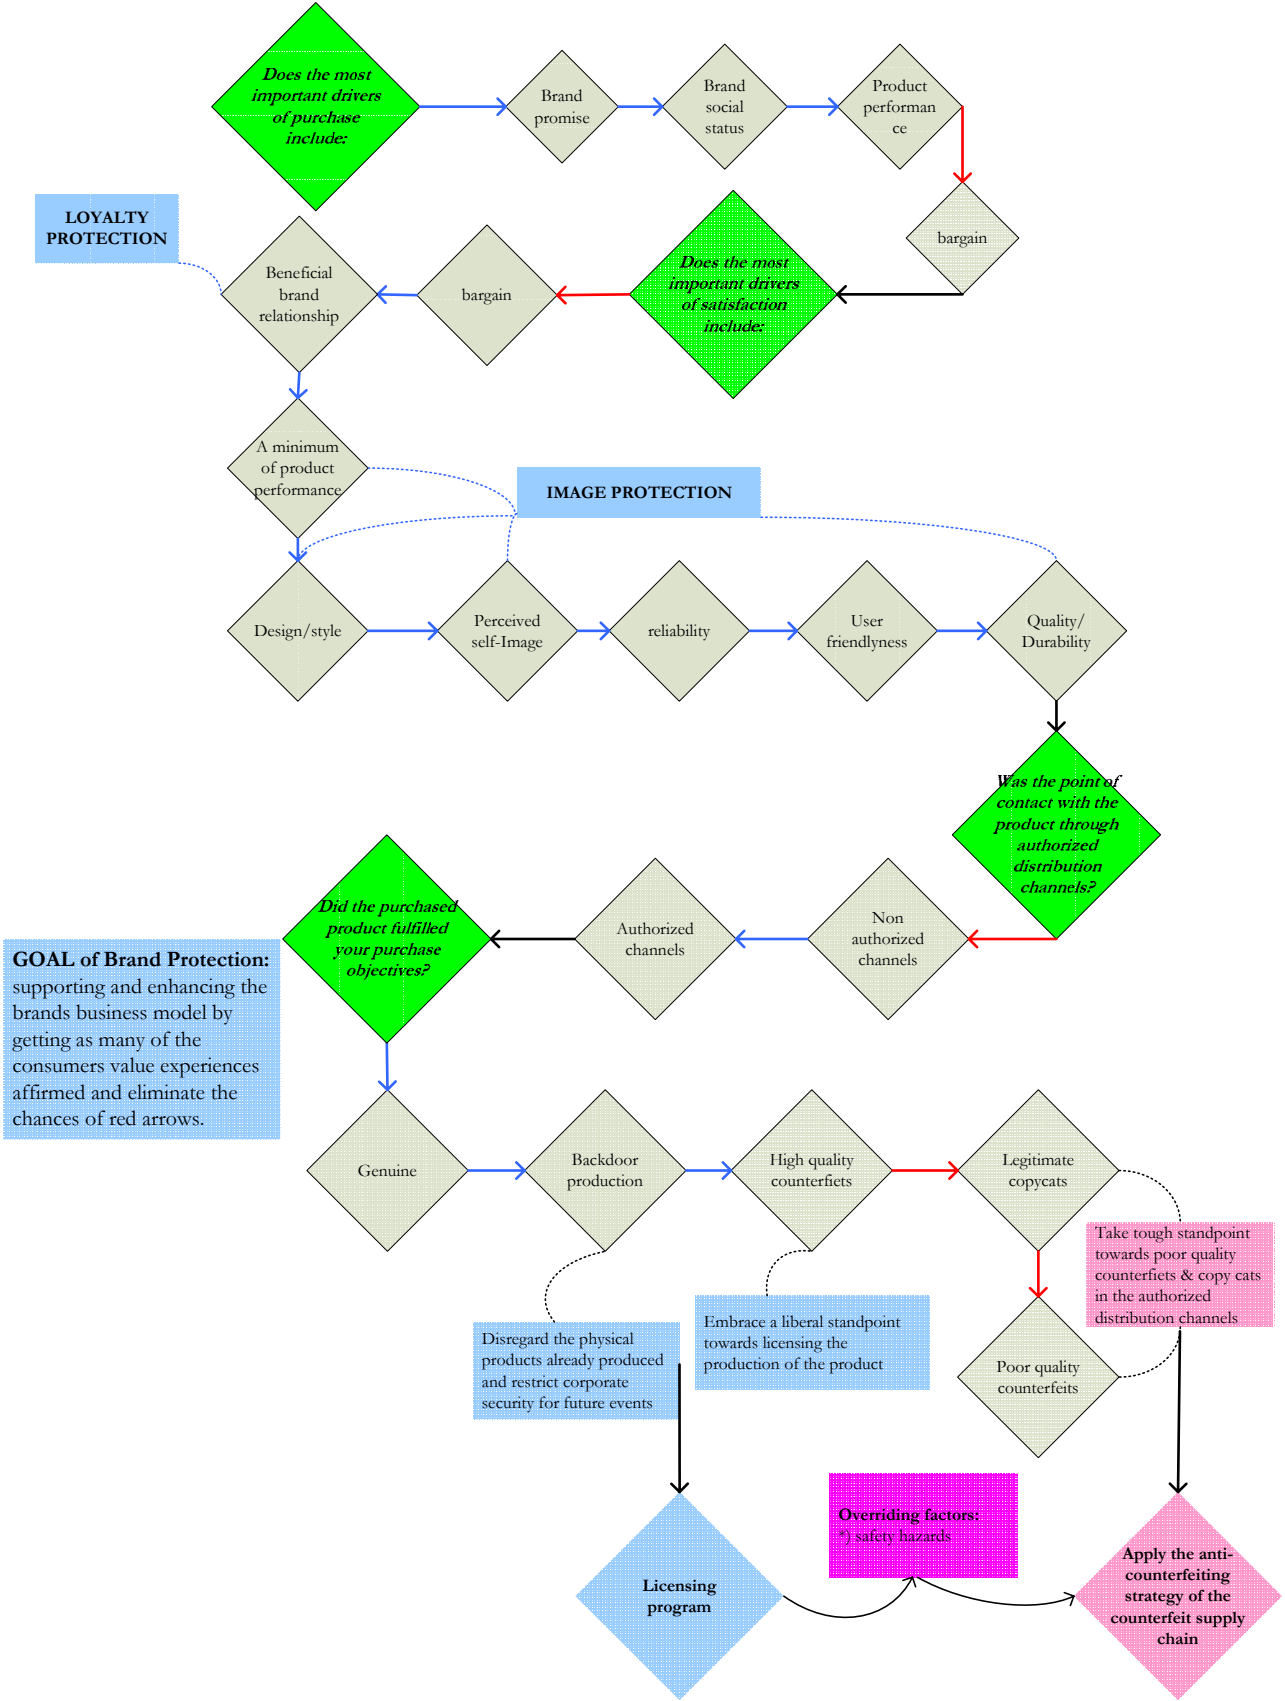 Does the most
important drivers
of purchase
include:
Brand
promise
Brand
social
status
Product
performan
ce
bargain
LOYALTY
PROTECTION
Beneficial
brand
relationship
bargain
Does the most
important drivers
of satisfaction
include:
A minimum
of product
performance
IMAGE PROTECTION
Design/style
Perceived
self-Image
reliability
User
friendlyness
Quality/
Durability
Was the point of
contact with the
product through
authorized
distribution
channels?
Did the purchased
product fulfilled
your purchase
objectives?
Authorized
channels
Non
authorized
channels
GOAL of Brand Protection:
supporting and enhancing the
brands business model by
getting as many of the
consumers value experiences
affirmed and eliminate the
chances of red arrows.
Genuine
Backdoor
production
High quality
counterfiets
Legitimate
copycats
Take tough standpoint
towards poor quality
counterfiets & copy cats
in the authorized
distribution channels
Disregard the physical
products already produced
and restrict corporate
security for future events
Embrace a liberal standpoint
towards licensing the
production of the product
Poor quality
counterfeits
Overriding factors:
*) safety hazards
Licensing
program
Apply the anti-
counterfeiting
strategy of the
counterfeit supply
chain